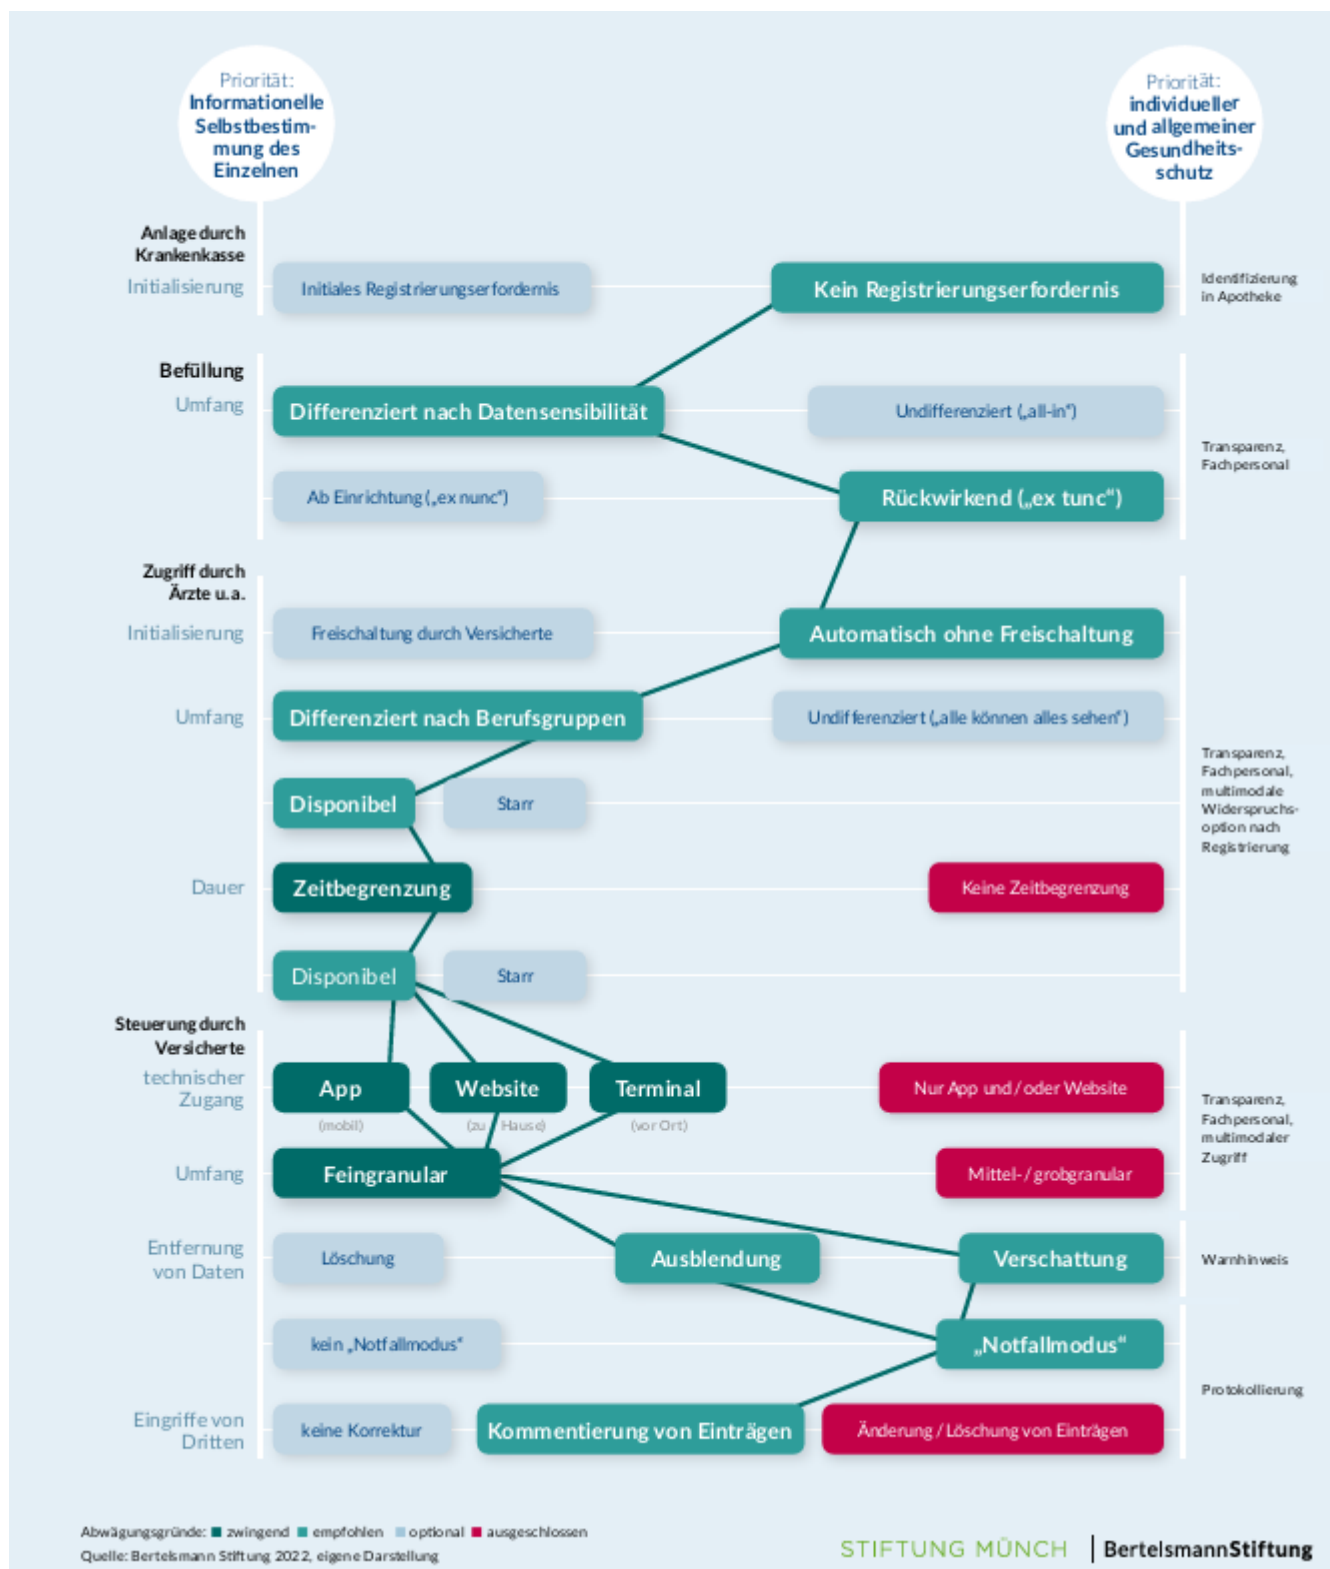 Priorität:
Informationelle
Selbstbestim-
mung des
Einzelnen
Priorität:
individueller
und allgemeiner
Gesundheits-
schutz
Anlage durch
Krankenkasse
Initialisierung
Initiales Registrierungserfordernis
Kein Registrierungserfordernis
Identifizierung
in Apotheke
Befüllung
Umfang
Differenziert nach Datensensibilität
Undifferenziert („all-in“)
Transparenz,
Fachpersonal
Ab Einrichtung („ex nunc“)
Rückwirkend („ex tunc“)
Zugriff durch
Ärzte u.a.
Initialisierung
Freischaltung durch Versicherte
Automatisch ohne Freischaltung
Umfang
Differenziert nach Berufsgruppen
Undifferenziert („alle können alles sehen“)
Transparenz,
Fachpersonal,
multimodale
Widerspruchs-
option nach
Registrierung
Disponibel
Starr
Dauer
Zeitbegrenzung
Keine Zeitbegrenzung
Disponibel
Starr
Steuerung durch
Versicherte
technischer
Zugang
App
(mobil)
Website
(zu Hause)
Terminal
(vor Ort)
Nur App und / oder Website
Transparenz,
Fachpersonal,
multimodaler
Zugriff
Umfang
Feingranular
Mittel- / grobgranular
Entfernung
von Daten
Löschung
Ausblendung
Verschattung
Warnhinweis
kein „Notfallmodus“
„Notfallmodus“
Protokollierung
Eingriffe von
Dritten
keine Korrektur
Kommentierung von Einträgen
Änderung / Löschung von Einträgen
Abwägungsgründe: zwingend empfohlen optional ausgeschlossen
Quelle: Bertelsmann Stiftung 2022, eigene Darstellung
STIFTUNG MÜNCH
BertelsmannStiftung